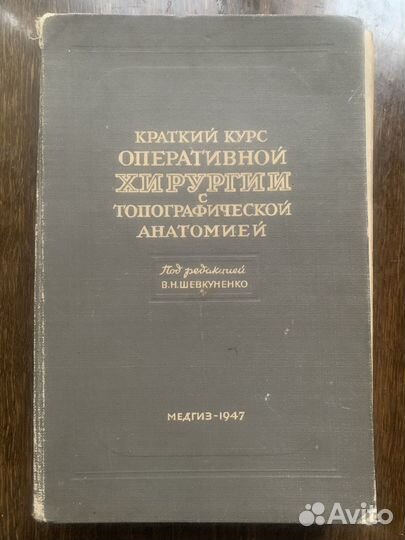 КРАТКИЙ КУРС
ОПЕРАТИВНОЙ
ХИРУРГИИ
С
ТОПОГРАФИЧЕСКОЙ
АНАТОМИЕЙ
Под редакцией
В.Н.ШЕВКУНЕНКО
МЕДГИЗ-1947
Avito